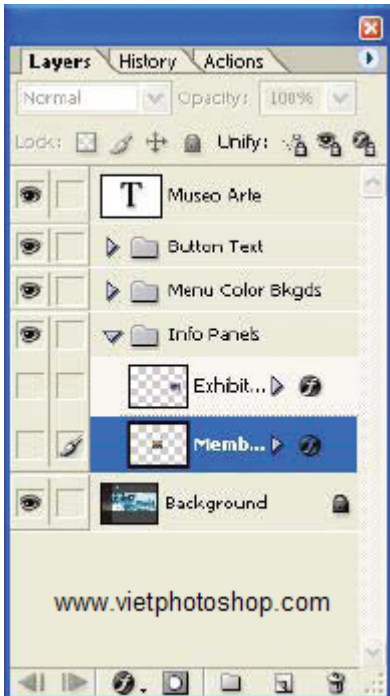 Layers History Actions
Normal Opacity: 100%
Lock: Unify:
T Museo Arte
Button Text
Menu Color Bkgds
Info Panels
Exhibit...
Memb...
Background
www.vietphotoshop.com